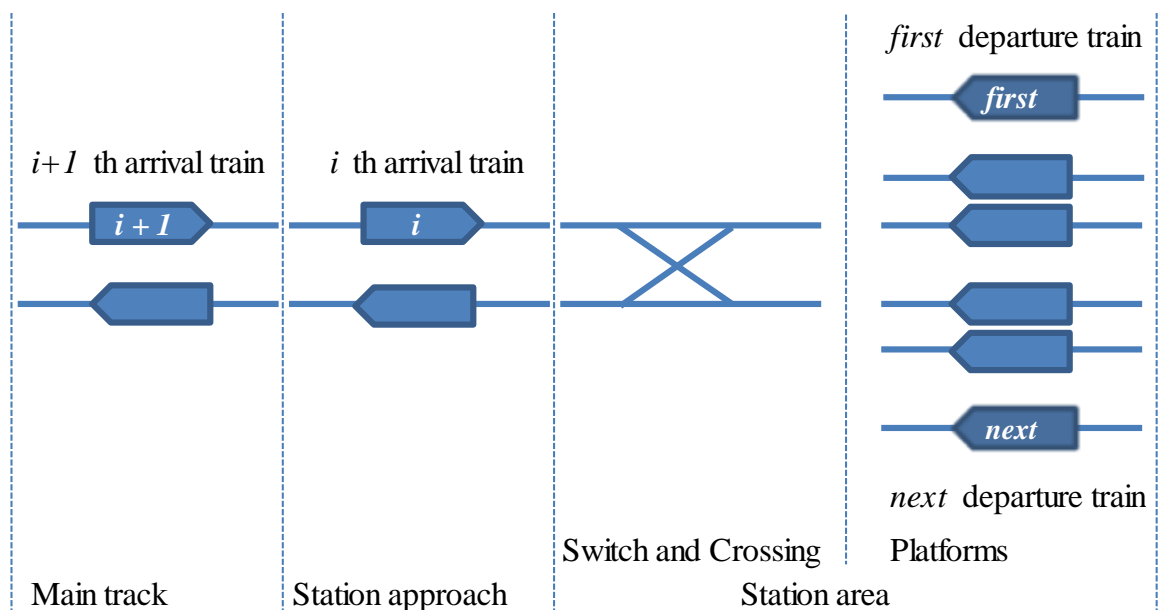 first departure train
first
i+1 th arrival train
i th arrival train
i + 1
i
next
next departure train
Switch and Crossing
Platforms
Main track
Station approach
Station area